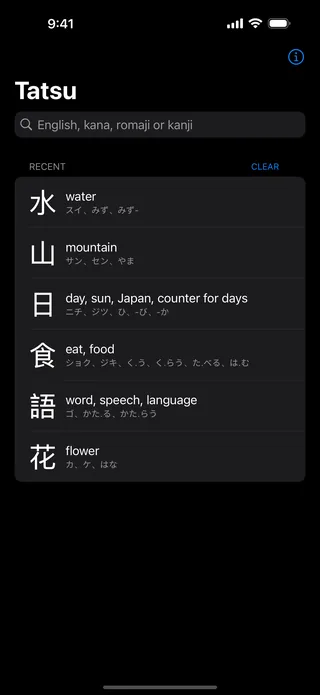 9:41
Tatsu
English, kana, romaji or kanji
RECENT CLEAR
水 water
スイ、みず、みず-
山 mountain
サン、セン、やま
日 day, sun, Japan, counter for days
ニチ、ジツ、ひ、-び、-か
食 eat, food
ショク、ジキ、く.う、く.らう、た.べる、は.む
語 word, speech, language
ゴ、かた.る、かた.らう
花 flower
カ、ケ、はな